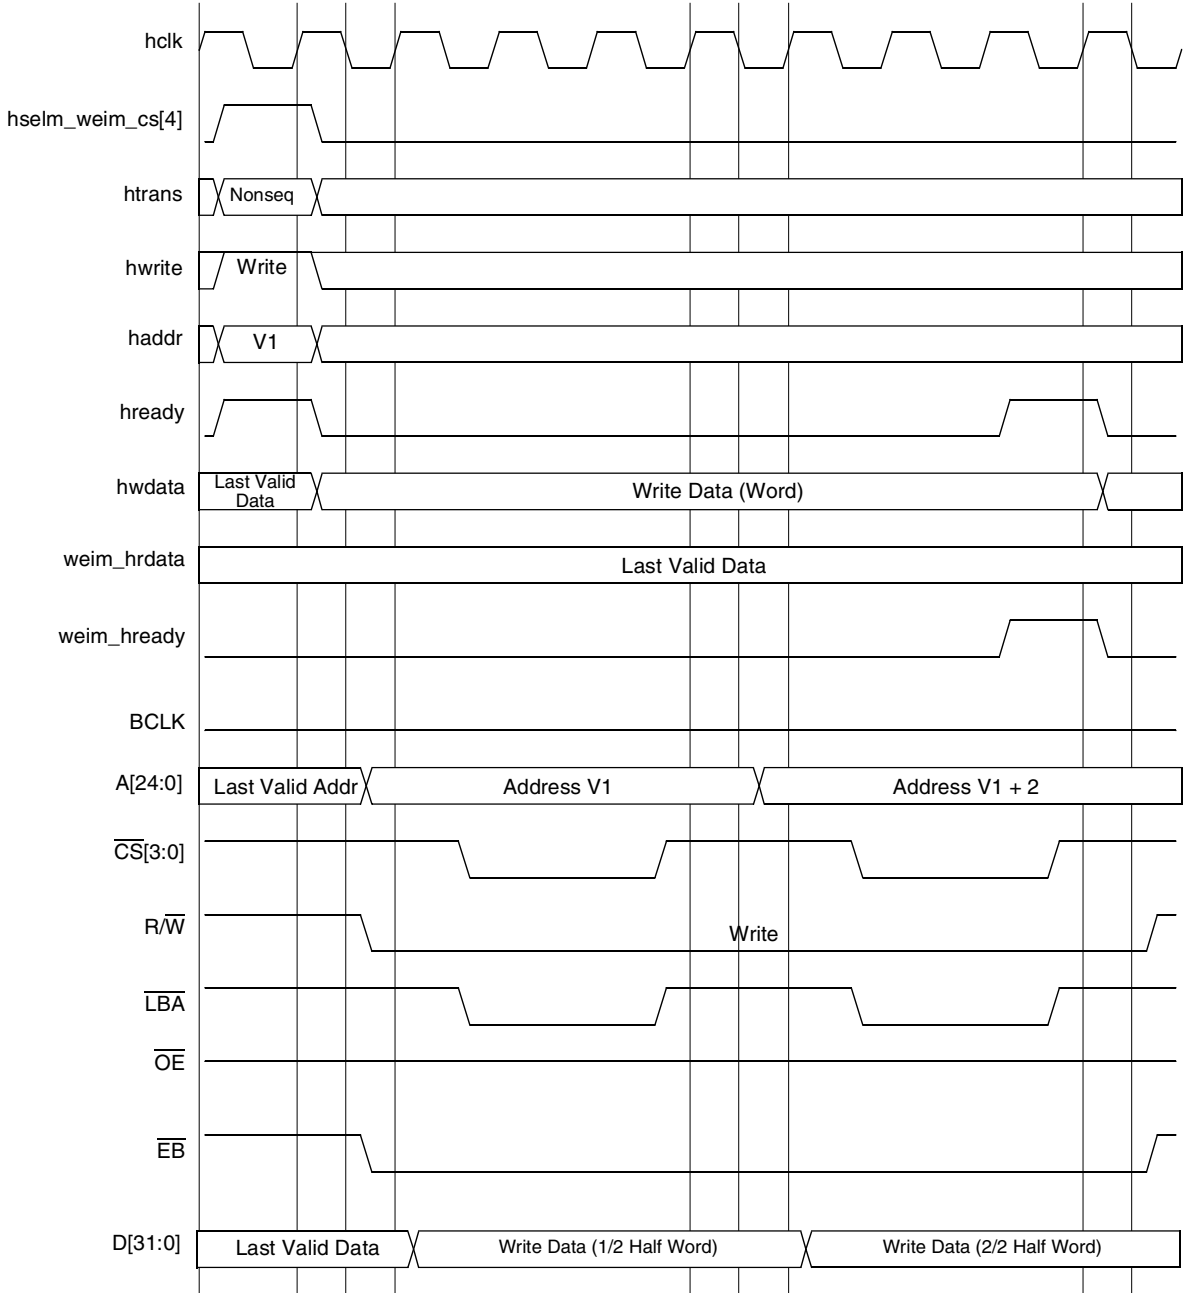 hclk
hselm_weim_cs[4]
htrans
Nonseq
hwrite
Write
haddr
V1
hready
hwdata
Last Valid
Data
Write Data (Word)
weim_hrdata
Last Valid Data
weim_hready
BCLK
A[24:0]
Last Valid Addr
Address V1
Address V1 + 2
CS[3:0]
R/W
Write
LBA
OE
EB
D[31:0]
Last Valid Data
Write Data (1/2 Half Word)
Write Data (2/2 Half Word)